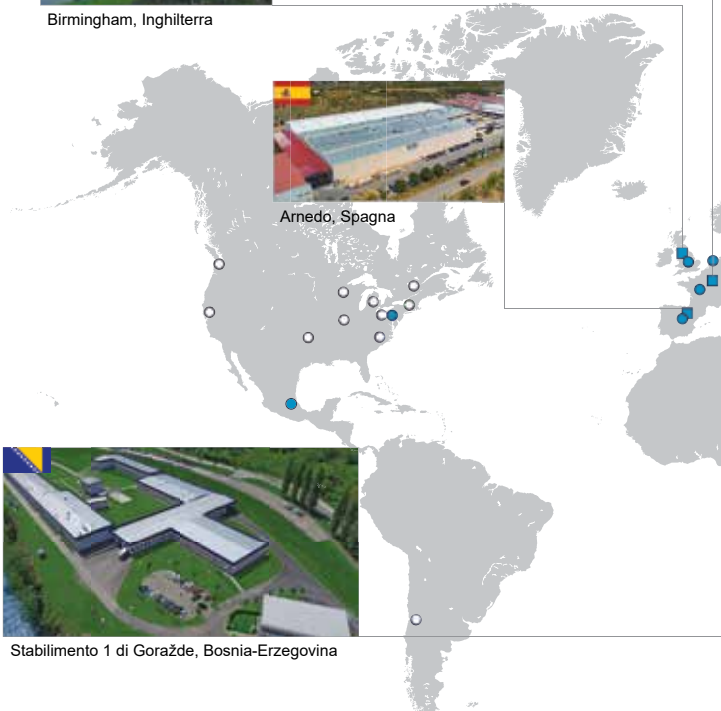 Birmingham, Inghilterra
Arnedo, Spagna
Stabilimento 1 di Goražde, Bosnia-Erzegovina